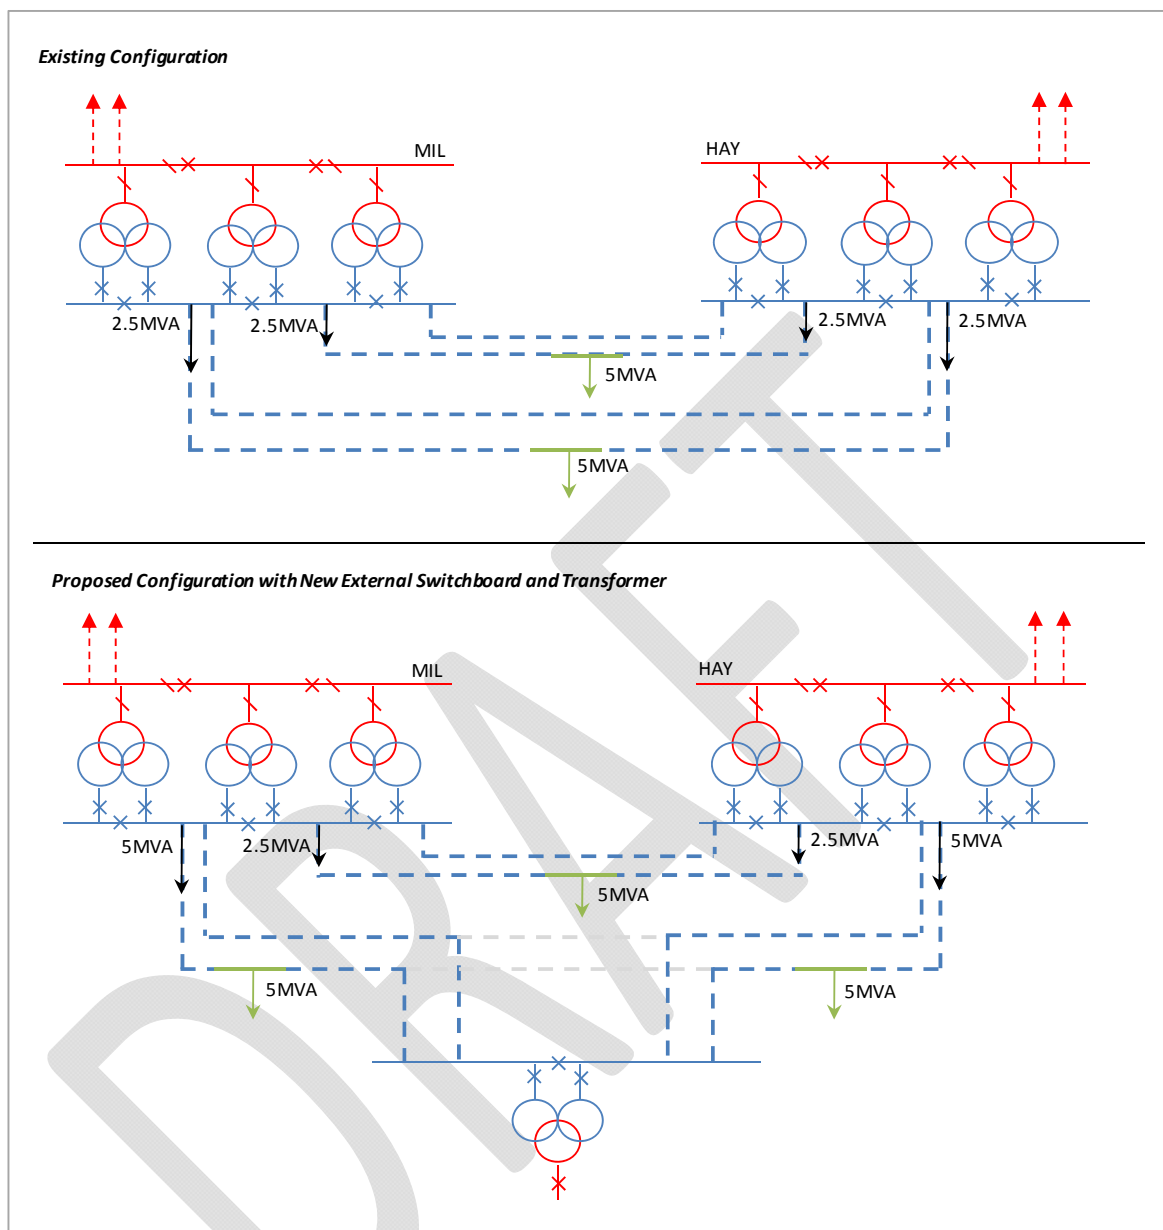 Existing Configuration
MIL
HAY
2.5MVA
2.5MVA
2.5MVA
2.5MVA
5MVA
5MVA
Proposed Configuration with New External Switchboard and Transformer
MIL
HAY
5MVA
2.5MVA
2.5MVA
5MVA
5MVA
5MVA
5MVA
DRAFT